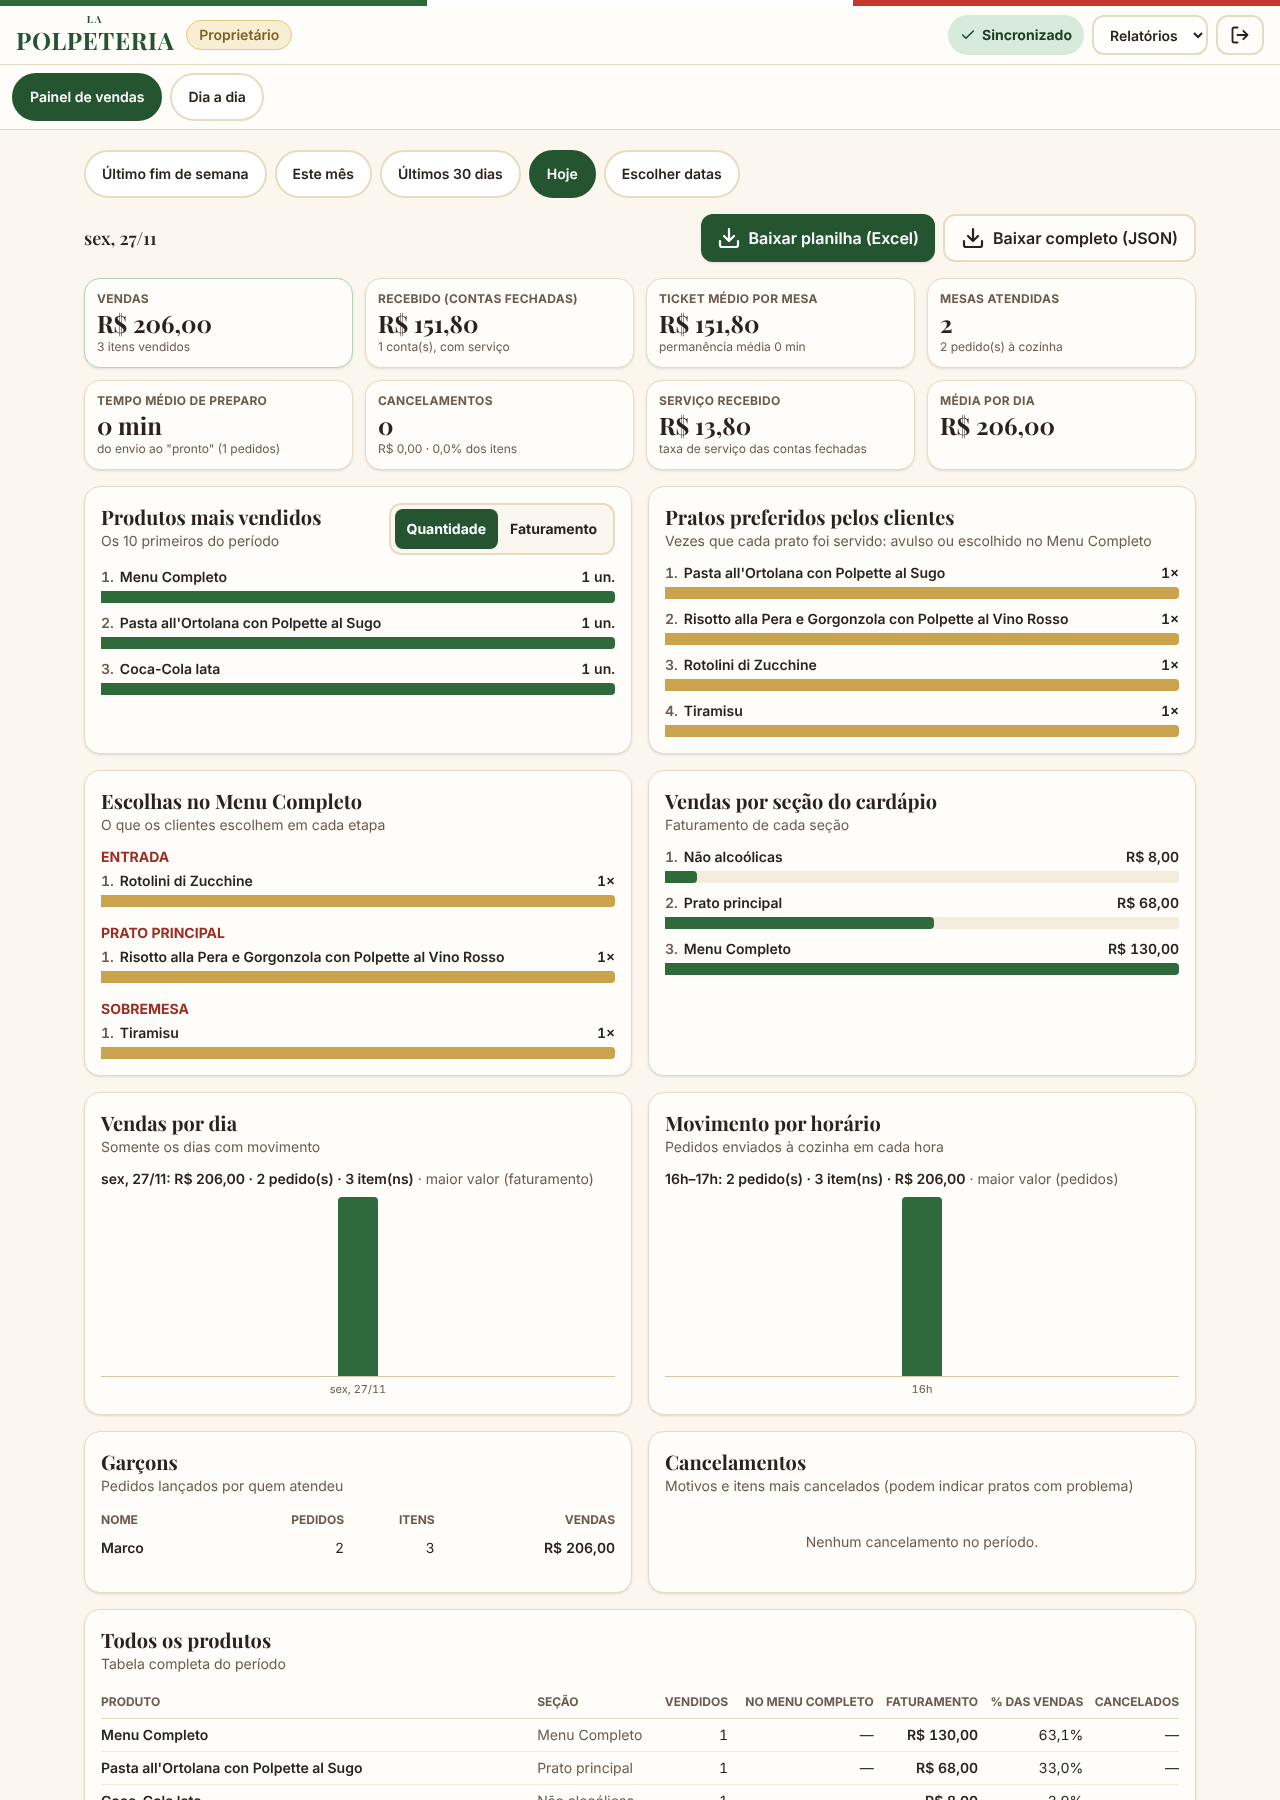 LA
POLPETERIA
Proprietário
Sincronizado
Relatórios
Painel de vendas
Dia a dia
Último fim de semana
Este mês
Últimos 30 dias
Hoje
Escolher datas
sex, 27/11
Baixar planilha (Excel)
Baixar completo (JSON)
VENDAS
R$ 206,00
3 itens vendidos
RECEBIDO (CONTAS FECHADAS)
R$ 151,80
1 conta(s), com serviço
TICKET MÉDIO POR MESA
R$ 151,80
permanência média 0 min
MESAS ATENDIDAS
2
2 pedido(s) à cozinha
TEMPO MÉDIO DE PREPARO
0 min
do envio ao "pronto" (1 pedidos)
CANCELAMENTOS
0
R$ 0,00 · 0,0% dos itens
SERVIÇO RECEBIDO
R$ 13,80
taxa de serviço das contas fechadas
MÉDIA POR DIA
R$ 206,00
Produtos mais vendidos
Os 10 primeiros do período
Quantidade
Faturamento
1. Menu Completo 1 un.
2. Pasta all'Ortolana con Polpette al Sugo 1 un.
3. Coca-Cola lata 1 un.
Pratos preferidos pelos clientes
Vezes que cada prato foi servido: avulso ou escolhido no Menu Completo
1. Pasta all'Ortolana con Polpette al Sugo 1×
2. Risotto alla Pera e Gorgonzola con Polpette al Vino Rosso 1×
3. Rotolini di Zucchine 1×
4. Tiramisu 1×
Escolhas no Menu Completo
O que os clientes escolhem em cada etapa
ENTRADA
1. Rotolini di Zucchine 1×
PRATO PRINCIPAL
1. Risotto alla Pera e Gorgonzola con Polpette al Vino Rosso 1×
SOBREMESA
1. Tiramisu 1×
Vendas por seção do cardápio
Faturamento de cada seção
1. Não alcoólicas R$ 8,00
2. Prato principal R$ 68,00
3. Menu Completo R$ 130,00
Vendas por dia
Somente os dias com movimento
sex, 27/11: R$ 206,00 · 2 pedido(s) · 3 item(ns) · maior valor (faturamento)
sex, 27/11
Movimento por horário
Pedidos enviados à cozinha em cada hora
16h–17h: 2 pedido(s) · 3 item(ns) · R$ 206,00 · maior valor (pedidos)
16h
Garçons
Pedidos lançados por quem atendeu
NOME PEDIDOS ITENS VENDAS
Marco 2 3 R$ 206,00
Cancelamentos
Motivos e itens mais cancelados (podem indicar pratos com problema)
Nenhum cancelamento no período.
Todos os produtos
Tabela completa do período
PRODUTO SEÇÃO VENDIDOS NO MENU COMPLETO FATURAMENTO % DAS VENDAS CANCELADOS
Menu Completo Menu Completo 1 — R$ 130,00 63,1% —
Pasta all'Ortolana con Polpette al Sugo Prato principal 1 — R$ 68,00 33,0% —